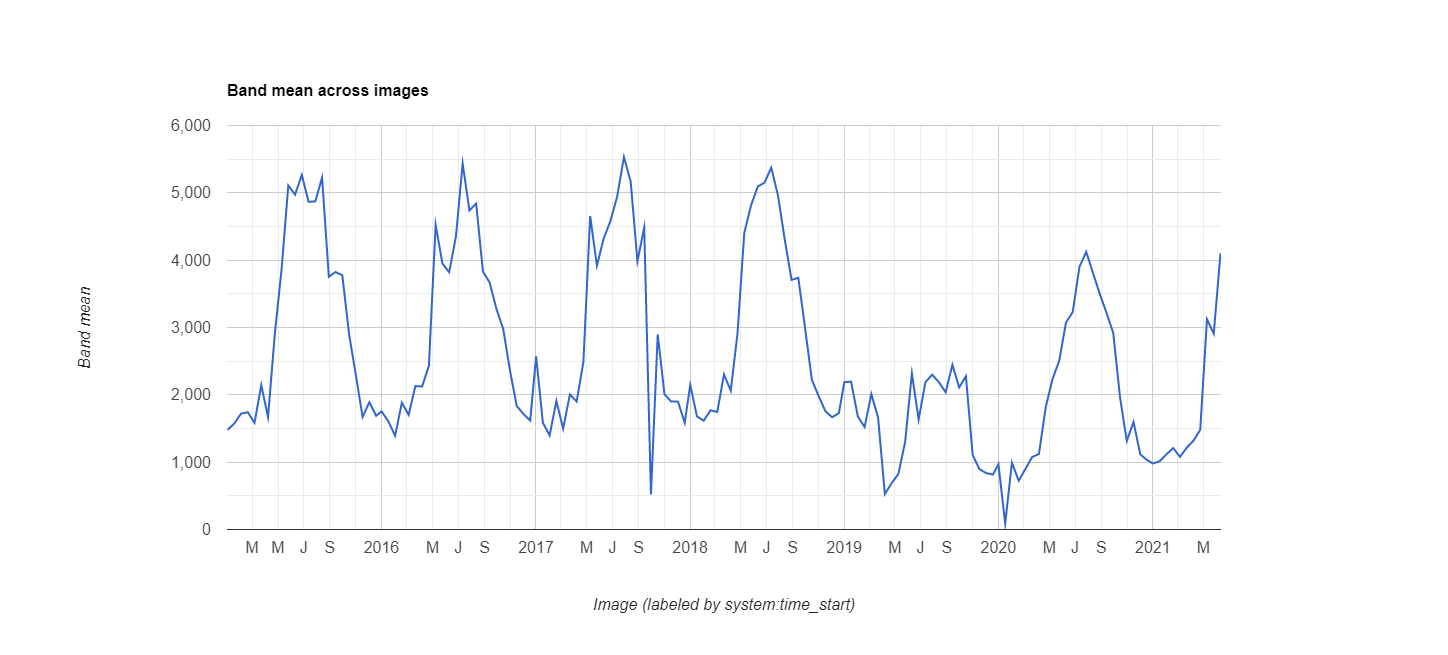 Band mean across images
6,000
5,000
4,000
3,000
2,000
1,000
0
Band mean
M M J S 2016 M J S 2017 M J S 2018 M J S 2019 M J S 2020 M J S 2021 M
Image (labeled by system:time_start)